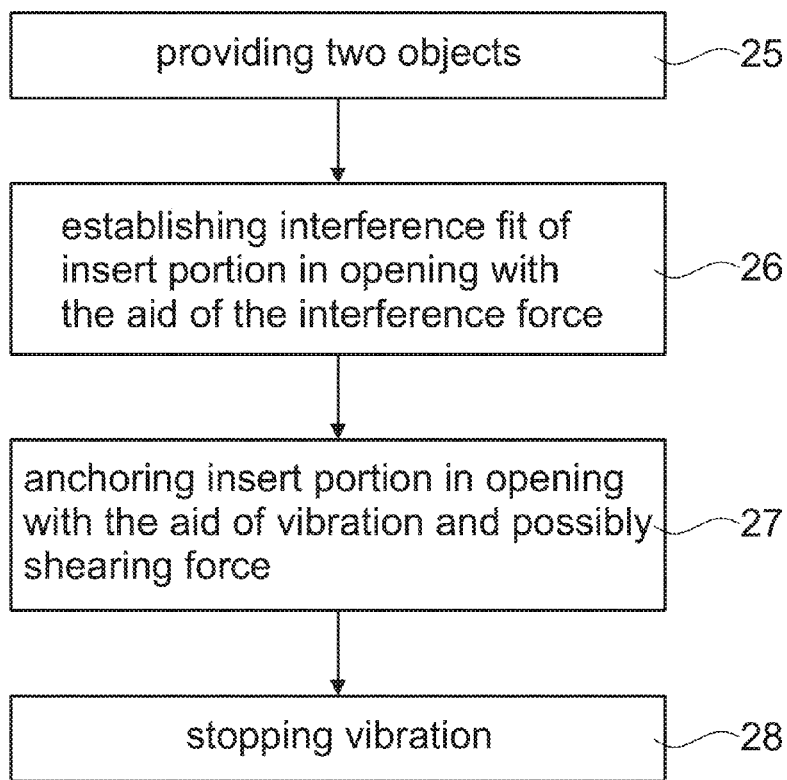 providing two objects
25
establishing interference fit of
insert portion in opening with
the aid of the interference force
26
anchoring insert portion in opening
with the aid of vibration and possibly
shearing force
27
stopping vibration
28